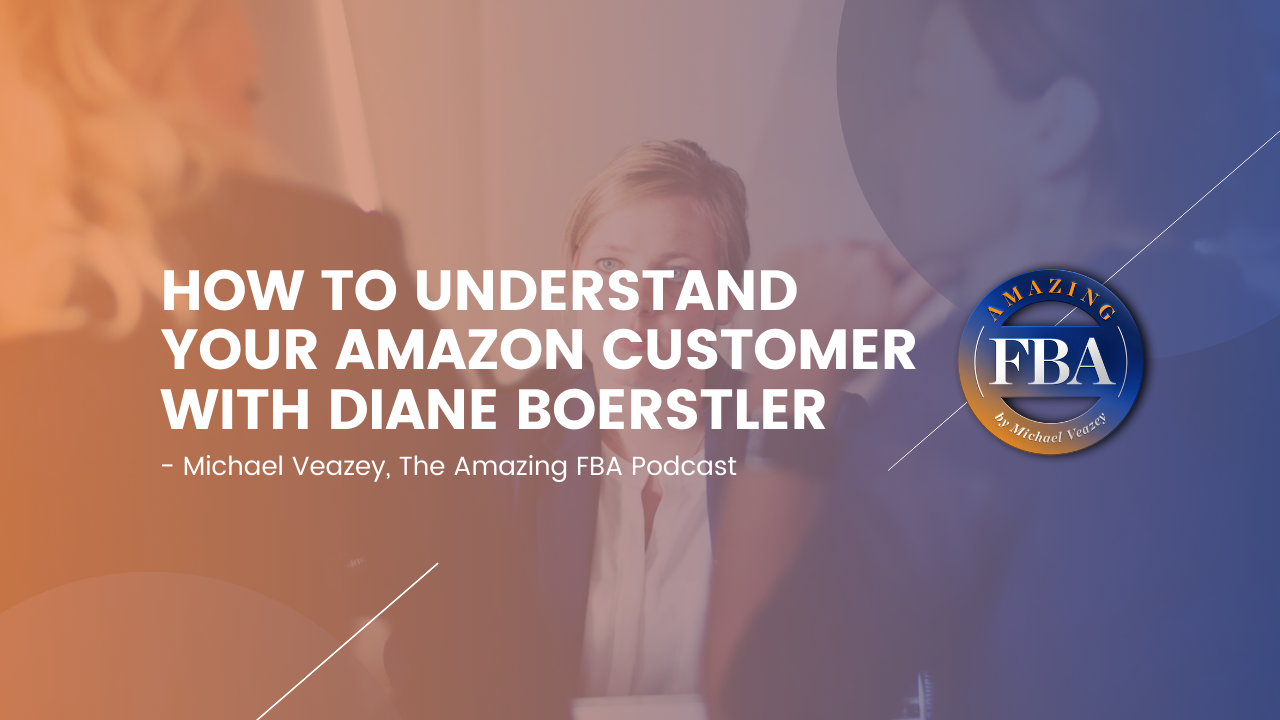 HOW TO UNDERSTAND
YOUR AMAZON CUSTOMER
WITH DIANE BOERSTLER
- Michael Veazey, The Amazing FBA Podcast
AMAZING
FBA
by Michael Veazey